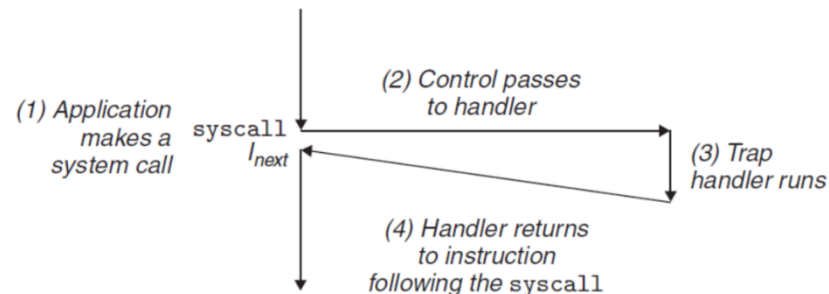 (1) Application
makes a
system call
syscall
Inext
(2) Control passes
to handler
(3) Trap
handler runs
(4) Handler returns
to instruction
following the syscall